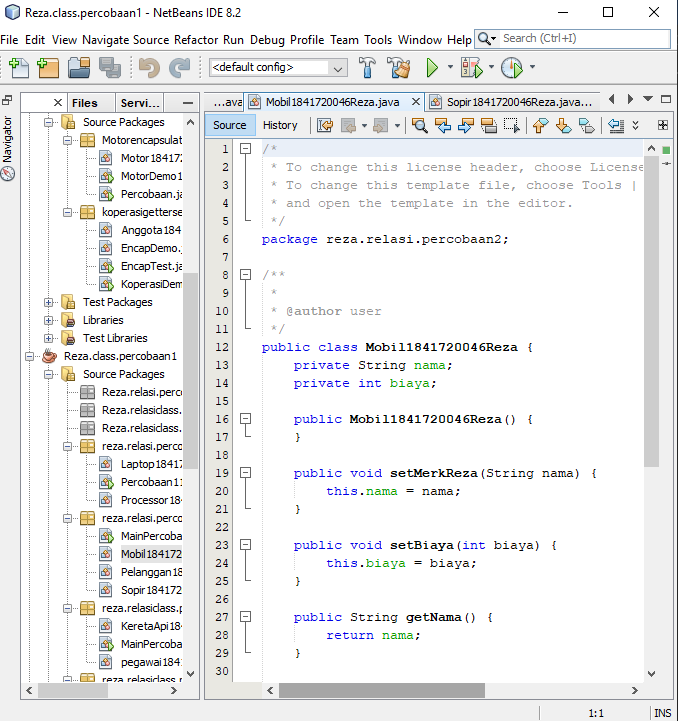 Reza.class.percobaan1 - NetBeans IDE 8.2
File Edit View Navigate Source Refactor Run Debug Profile Team Tools Window Help
Search (Ctrl+I)
<default config>
Files
Servi...
...ava
Mobil1841720046Reza.java
Sopir1841720046Reza.java...
Navigator
Source
History
Source Packages
Motorencapsulat
Motor184172
MotorDemo1
Percobaan.ja
koperasigetterse
Anggota184
EncapDemo.
EncapTest.ja
KoperasiDem
Test Packages
Libraries
Test Libraries
Reza.class.percobaan1
Source Packages
Reza.relasi.perc
Reza.relasiclass.
Reza.relasiclass.
reza.relasi.perco
Laptop18417
Percobaan11
Processor184
reza.relasi.perco
MainPercoba
Mobil184172
Pelanggan18
Sopir184172
reza.relasiclass.p
KeretaApi184
MainPercoba
pegawai1841
reza.relasiclass.p
1 /*
2 * To change this license header, choose License
3 * To change this template file, choose Tools |
4 * and open the template in the editor.
5 */
6 package reza.relasi.percobaan2;
7
8 /**
9 *
10 * @author user
11 */
12 public class Mobil1841720046Reza {
13 private String nama;
14 private int biaya;
15
16 public Mobil1841720046Reza() {
17 }
18
19 public void setMerkReza(String nama) {
20 this.nama = nama;
21 }
22
23 public void setBiaya(int biaya) {
24 this.biaya = biaya;
25 }
26
27 public String getNama() {
28 return nama;
29 }
30
1:1
INS